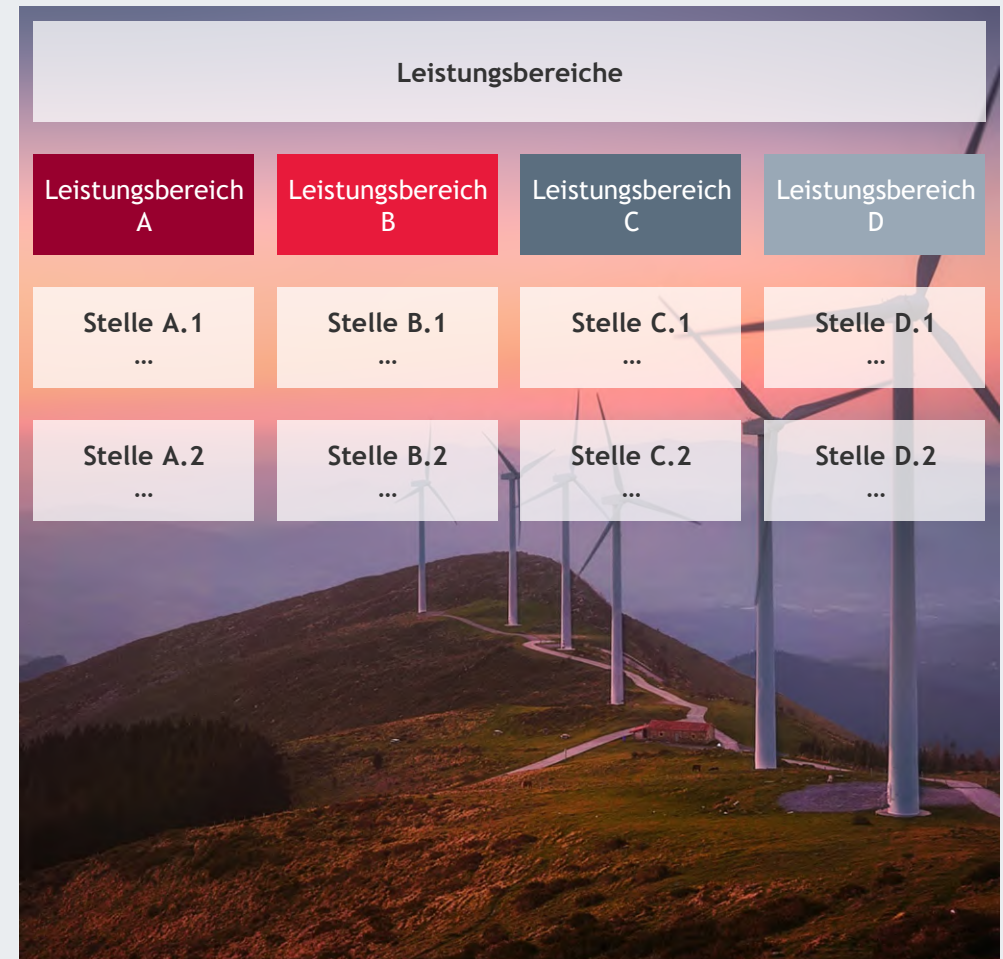 Leistungsbereiche
Leistungsbereich
A
Leistungsbereich
B
Leistungsbereich
C
Leistungsbereich
D
Stelle A.1
…
Stelle B.1
…
Stelle C.1
…
Stelle D.1
…
Stelle A.2
…
Stelle B.2
…
Stelle C.2
…
Stelle D.2
…